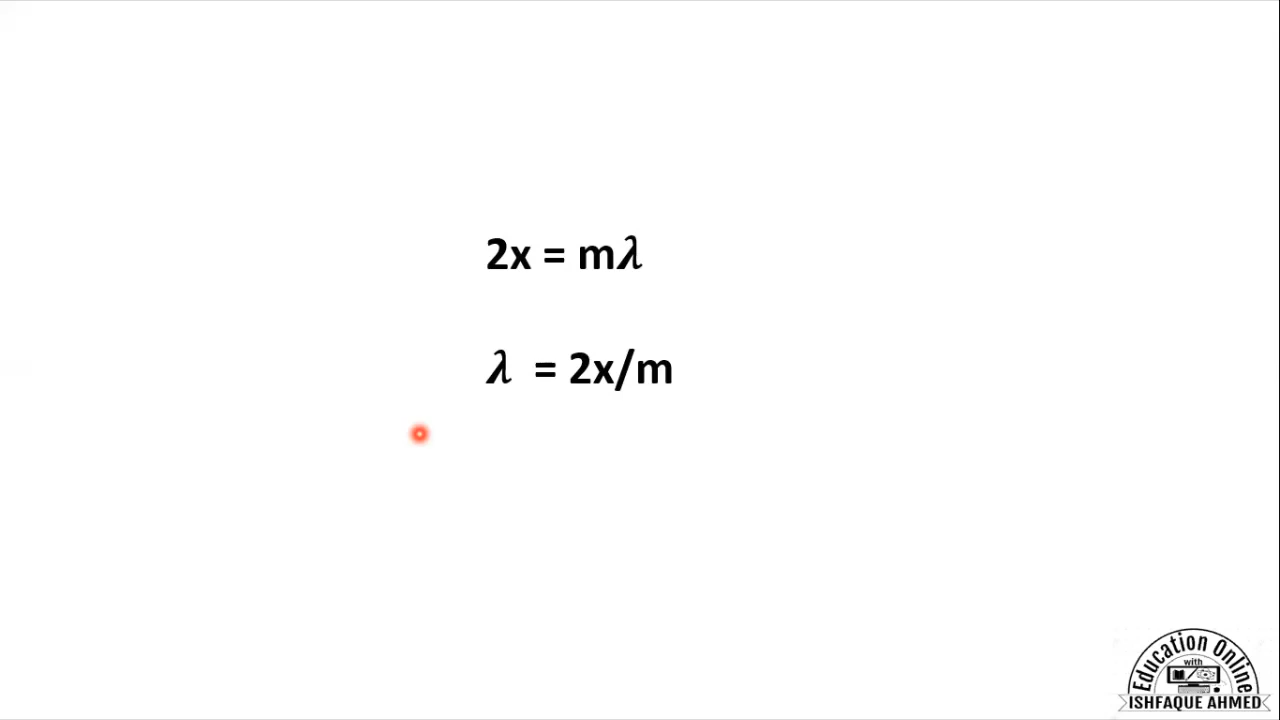 2x = m𝝀
𝝀 = 2x/m
Education Online
with
ISHFAQUE AHMED